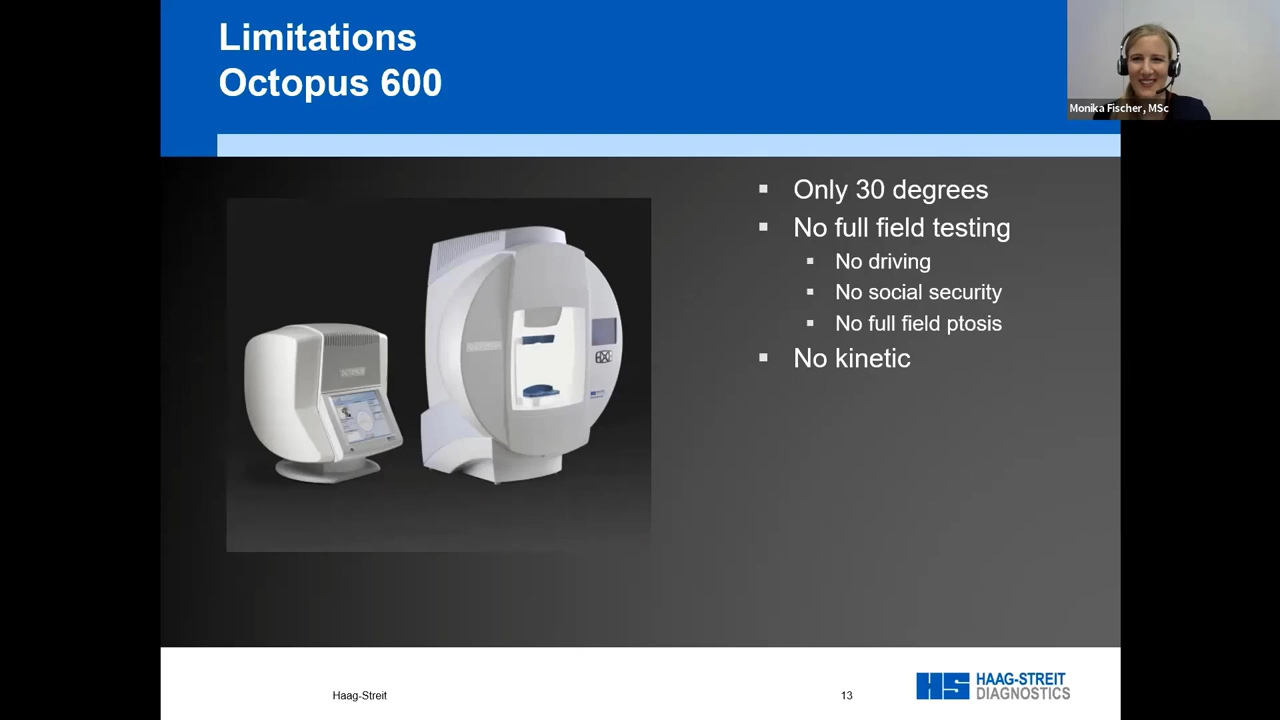 Limitations
Octopus 600
Monika Fischer, MSc
Only 30 degrees
No full field testing
No driving
No social security
No full field ptosis
No kinetic
Haag-Streit
13
HS HAAG-STREIT
DIAGNOSTICS